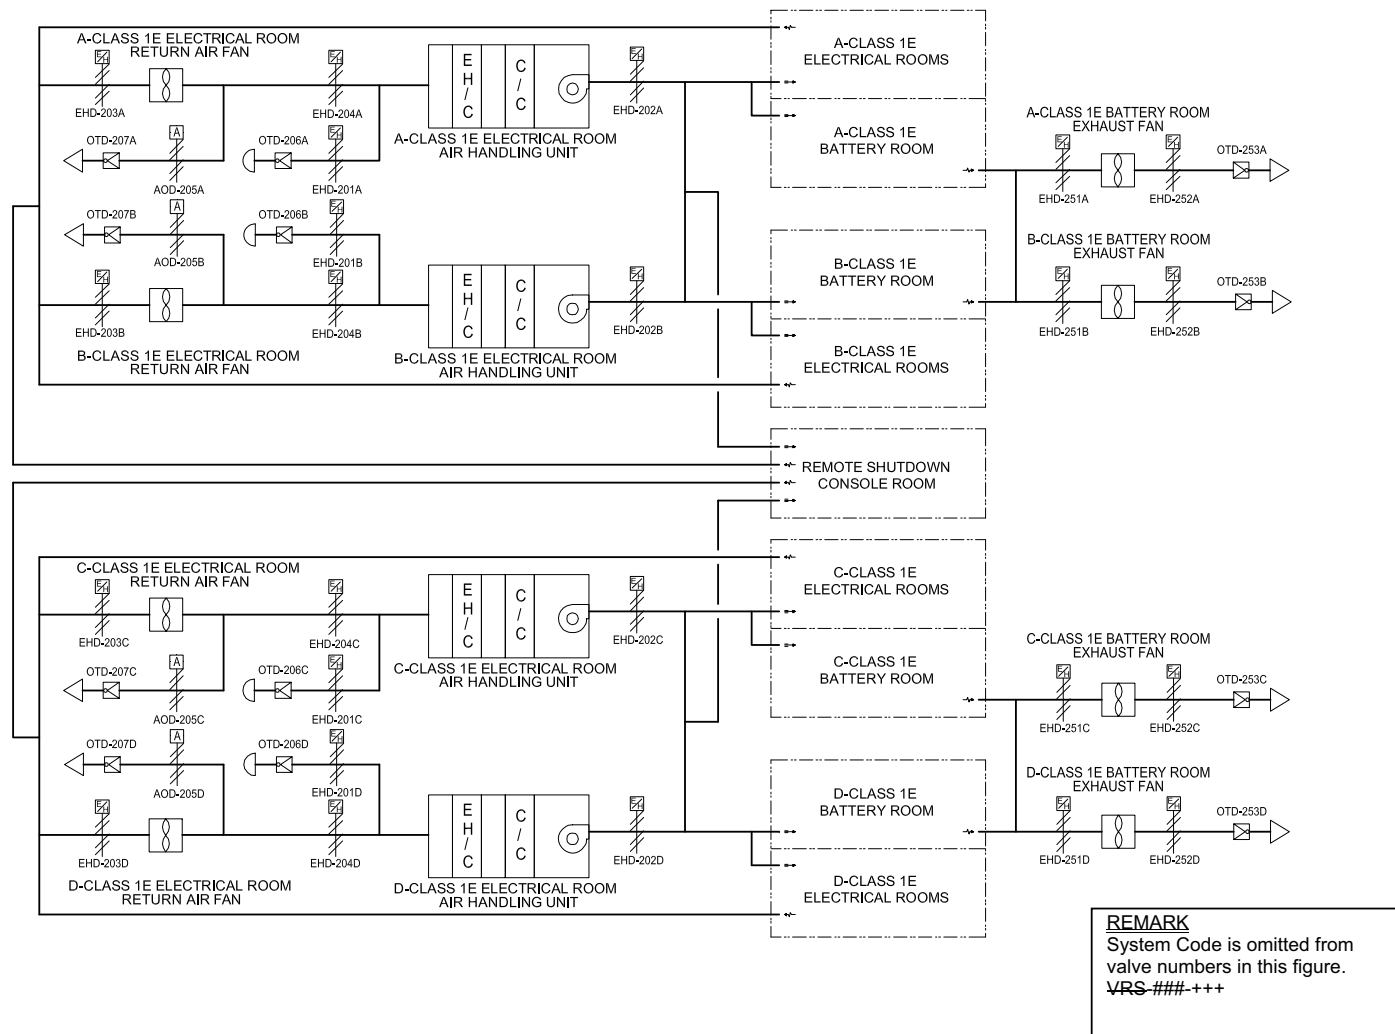 A-CLASS 1E ELECTRICAL ROOM
RETURN AIR FAN
E/H
EHD-203A
E/H
EHD-204A
OTD-207A
A
AOD-205A
OTD-206A
E/H
EHD-201A
EH/C
C/C
A-CLASS 1E ELECTRICAL ROOM
AIR HANDLING UNIT
E/H
EHD-202A
A-CLASS 1E
ELECTRICAL ROOMS
A-CLASS 1E
BATTERY ROOM
A-CLASS 1E BATTERY ROOM
EXHAUST FAN
E/H
EHD-251A
E/H
EHD-252A
OTD-253A
OTD-207B
A
AOD-205B
OTD-206B
E/H
EHD-201B
E/H
EHD-203B
E/H
EHD-204B
B-CLASS 1E ELECTRICAL ROOM
RETURN AIR FAN
EH/C
C/C
B-CLASS 1E ELECTRICAL ROOM
AIR HANDLING UNIT
E/H
EHD-202B
B-CLASS 1E
BATTERY ROOM
B-CLASS 1E
ELECTRICAL ROOMS
B-CLASS 1E BATTERY ROOM
EXHAUST FAN
E/H
EHD-251B
E/H
EHD-252B
OTD-253B
REMOTE SHUTDOWN
CONSOLE ROOM
C-CLASS 1E ELECTRICAL ROOM
RETURN AIR FAN
E/H
EHD-203C
E/H
EHD-204C
OTD-207C
A
AOD-205C
OTD-206C
E/H
EHD-201C
EH/C
C/C
C-CLASS 1E ELECTRICAL ROOM
AIR HANDLING UNIT
E/H
EHD-202C
C-CLASS 1E
ELECTRICAL ROOMS
C-CLASS 1E
BATTERY ROOM
C-CLASS 1E BATTERY ROOM
EXHAUST FAN
E/H
EHD-251C
E/H
EHD-252C
OTD-253C
OTD-207D
A
AOD-205D
OTD-206D
E/H
EHD-201D
E/H
EHD-203D
E/H
EHD-204D
D-CLASS 1E ELECTRICAL ROOM
RETURN AIR FAN
EH/C
C/C
D-CLASS 1E ELECTRICAL ROOM
AIR HANDLING UNIT
E/H
EHD-202D
D-CLASS 1E
BATTERY ROOM
D-CLASS 1E
ELECTRICAL ROOMS
D-CLASS 1E BATTERY ROOM
EXHAUST FAN
E/H
EHD-251D
E/H
EHD-252D
OTD-253D
REMARK
System Code is omitted from
valve numbers in this figure.
VRS-###-+++